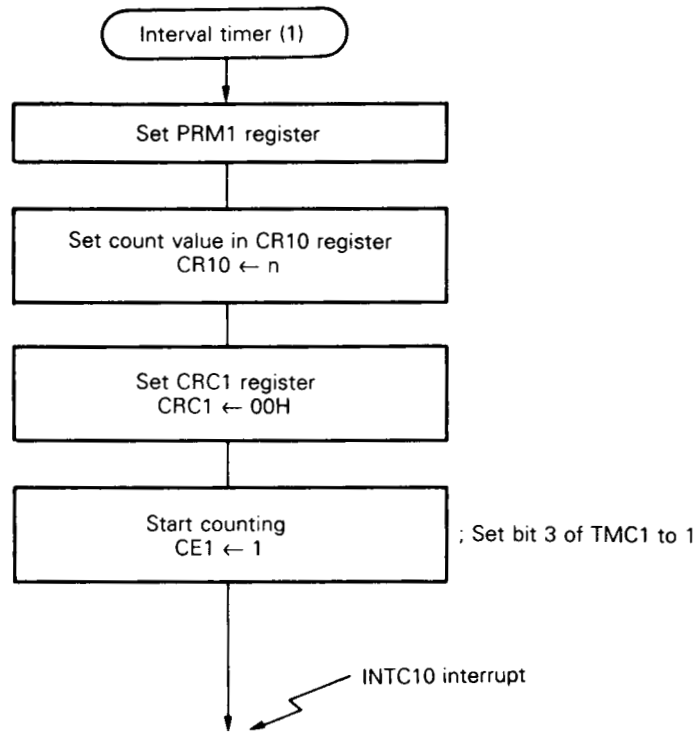 Interval timer (1)
Set PRM1 register
Set count value in CR10 register
CR10 ← n
Set CRC1 register
CRC1 ← 00H
Start counting
CE1 ← 1
; Set bit 3 of TMC1 to 1
INTC10 interrupt